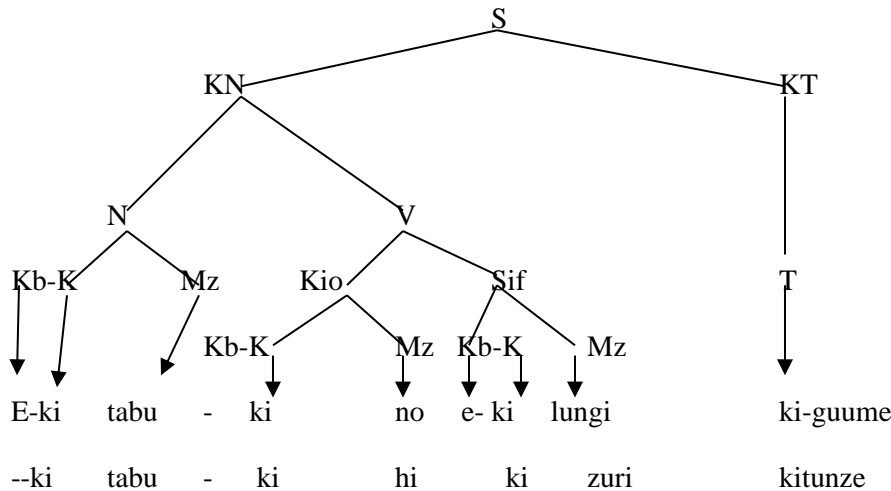 S
KN KT
N V
Kb-K Mz Kio Sif T
Kb-K Mz Kb-K Mz
E-ki tabu - ki no e- ki lungi ki-guume
--ki tabu - ki hi ki zuri kitunze